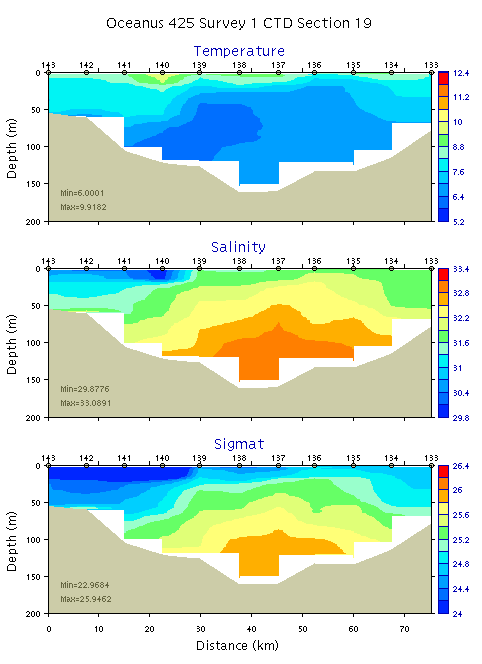 Oceanus 425 Survey 1 CTD Section 19
Temperature
143 142 141 140 139 138 137 136 135 134 133
0
50
100
150
200
Depth (m)
Min=6.0001
Max=9.9182
12.4
11.2
10
8.8
7.6
6.4
5.2
Salinity
143 142 141 140 139 138 137 136 135 134 133
0
50
100
150
200
Depth (m)
Min=29.8776
Max=33.0891
33.4
32.8
32.2
31.6
31
30.4
29.8
Sigmat
143 142 141 140 139 138 137 136 135 134 133
0
50
100
150
200
Depth (m)
Min=22.9684
Max=25.9462
26.4
26
25.6
25.2
24.8
24.4
24
0 10 20 30 40 50 60 70
Distance (km)